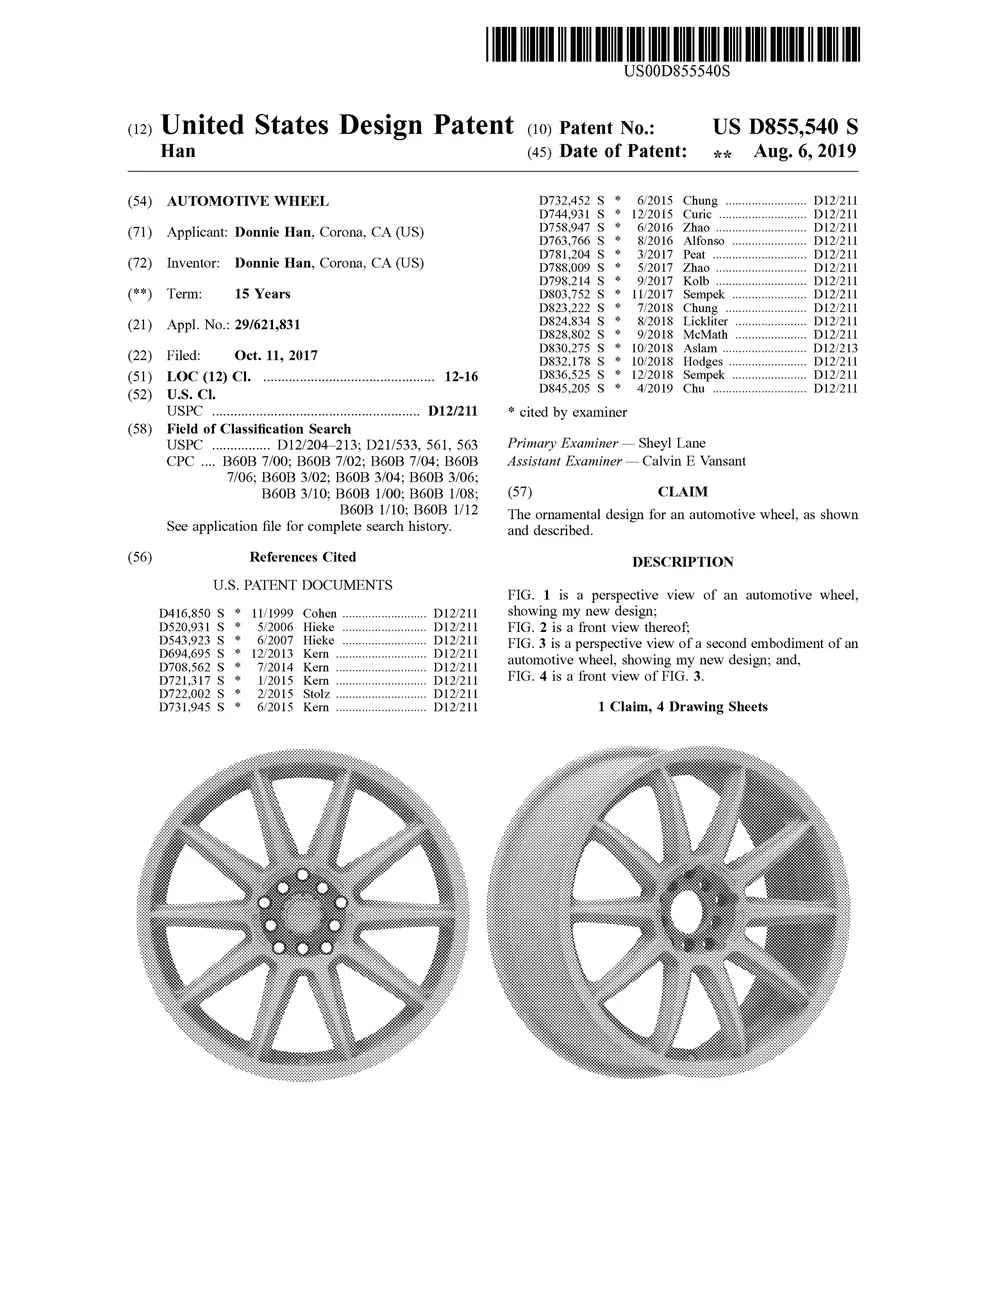 US00D855540S
(12) United States Design Patent
Han
(10) Patent No.: US D855,540 S
(45) Date of Patent: ** Aug. 6, 2019
(54) AUTOMOTIVE WHEEL
(71) Applicant: Donnie Han, Corona, CA (US)
(72) Inventor: Donnie Han, Corona, CA (US)
(**) Term: 15 Years
(21) Appl. No.: 29/621,831
(22) Filed: Oct. 11, 2017
(51) LOC (12) Cl. ............................................... 12-16
(52) U.S. Cl.
USPC ......................................................... D12/211
(58) Field of Classification Search
USPC ............... D12/204–213; D21/533, 561, 563
CPC .... B60B 7/00; B60B 7/02; B60B 7/04; B60B
7/06; B60B 3/02; B60B 3/04; B60B 3/06;
B60B 3/10; B60B 1/00; B60B 1/08;
B60B 1/10; B60B 1/12
See application file for complete search history.
(56) References Cited
U.S. PATENT DOCUMENTS
D416,850 S * 11/1999 Cohen .......................... D12/211
D520,931 S * 5/2006 Hieke .......................... D12/211
D543,923 S * 6/2007 Hieke .......................... D12/211
D694,695 S * 12/2013 Kern ............................ D12/211
D708,562 S * 7/2014 Kern ............................ D12/211
D721,317 S * 1/2015 Kern ............................ D12/211
D722,002 S * 2/2015 Stolz ............................ D12/211
D731,945 S * 6/2015 Kern ............................ D12/211
D732,452 S * 6/2015 Chung ......................... D12/211
D744,931 S * 12/2015 Curic ........................... D12/211
D758,947 S * 6/2016 Zhao ............................ D12/211
D763,766 S * 8/2016 Alfonso ....................... D12/211
D781,204 S * 3/2017 Peat ............................. D12/211
D788,009 S * 5/2017 Zhao ............................ D12/211
D798,214 S * 9/2017 Kolb ............................ D12/211
D803,752 S * 11/2017 Sempek ....................... D12/211
D823,222 S * 7/2018 Chung ......................... D12/211
D824,834 S * 8/2018 Lickliter ...................... D12/211
D828,802 S * 9/2018 McMath ...................... D12/211
D830,275 S * 10/2018 Aslam .......................... D12/213
D832,178 S * 10/2018 Hodges ........................ D12/211
D836,525 S * 12/2018 Sempek ....................... D12/211
D845,205 S * 4/2019 Chu ............................. D12/211
* cited by examiner
Primary Examiner — Sheyl Lane
Assistant Examiner — Calvin E Vansant
(57) CLAIM
The ornamental design for an automotive wheel, as shown
and described.
DESCRIPTION
FIG. 1 is a perspective view of an automotive wheel,
showing my new design;
FIG. 2 is a front view thereof;
FIG. 3 is a perspective view of a second embodiment of an
automotive wheel, showing my new design; and,
FIG. 4 is a front view of FIG. 3.
1 Claim, 4 Drawing Sheets